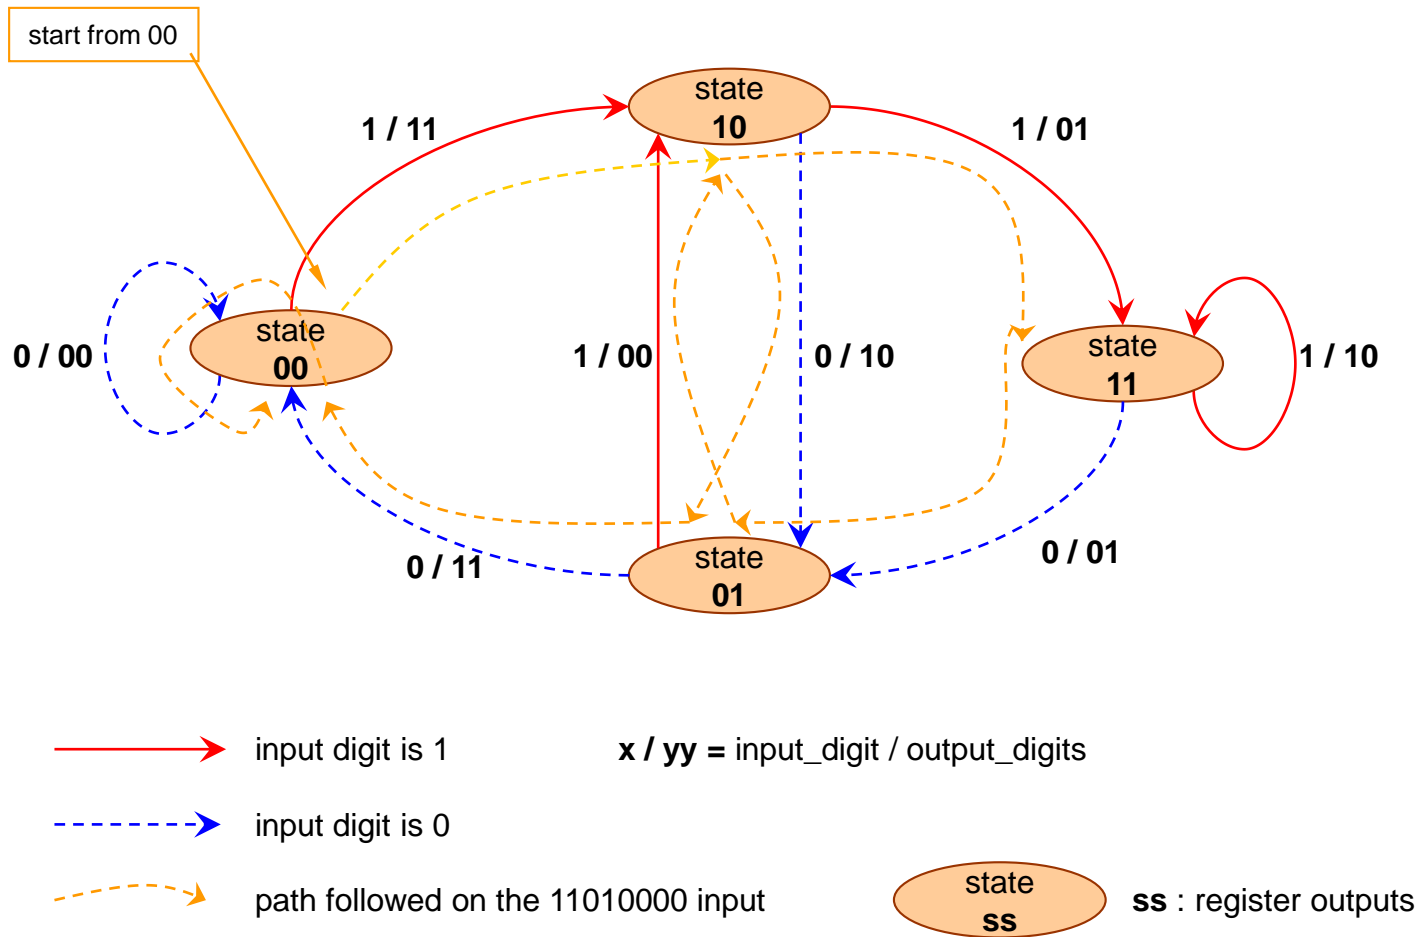 start from 00
state
10
1 / 11
1 / 01
state
00
0 / 00
1 / 00
0 / 10
state
11
1 / 10
0 / 11
state
01
0 / 01
input digit is 1
x / yy = input_digit / output_digits
input digit is 0
path followed on the 11010000 input
state
ss
ss : register outputs